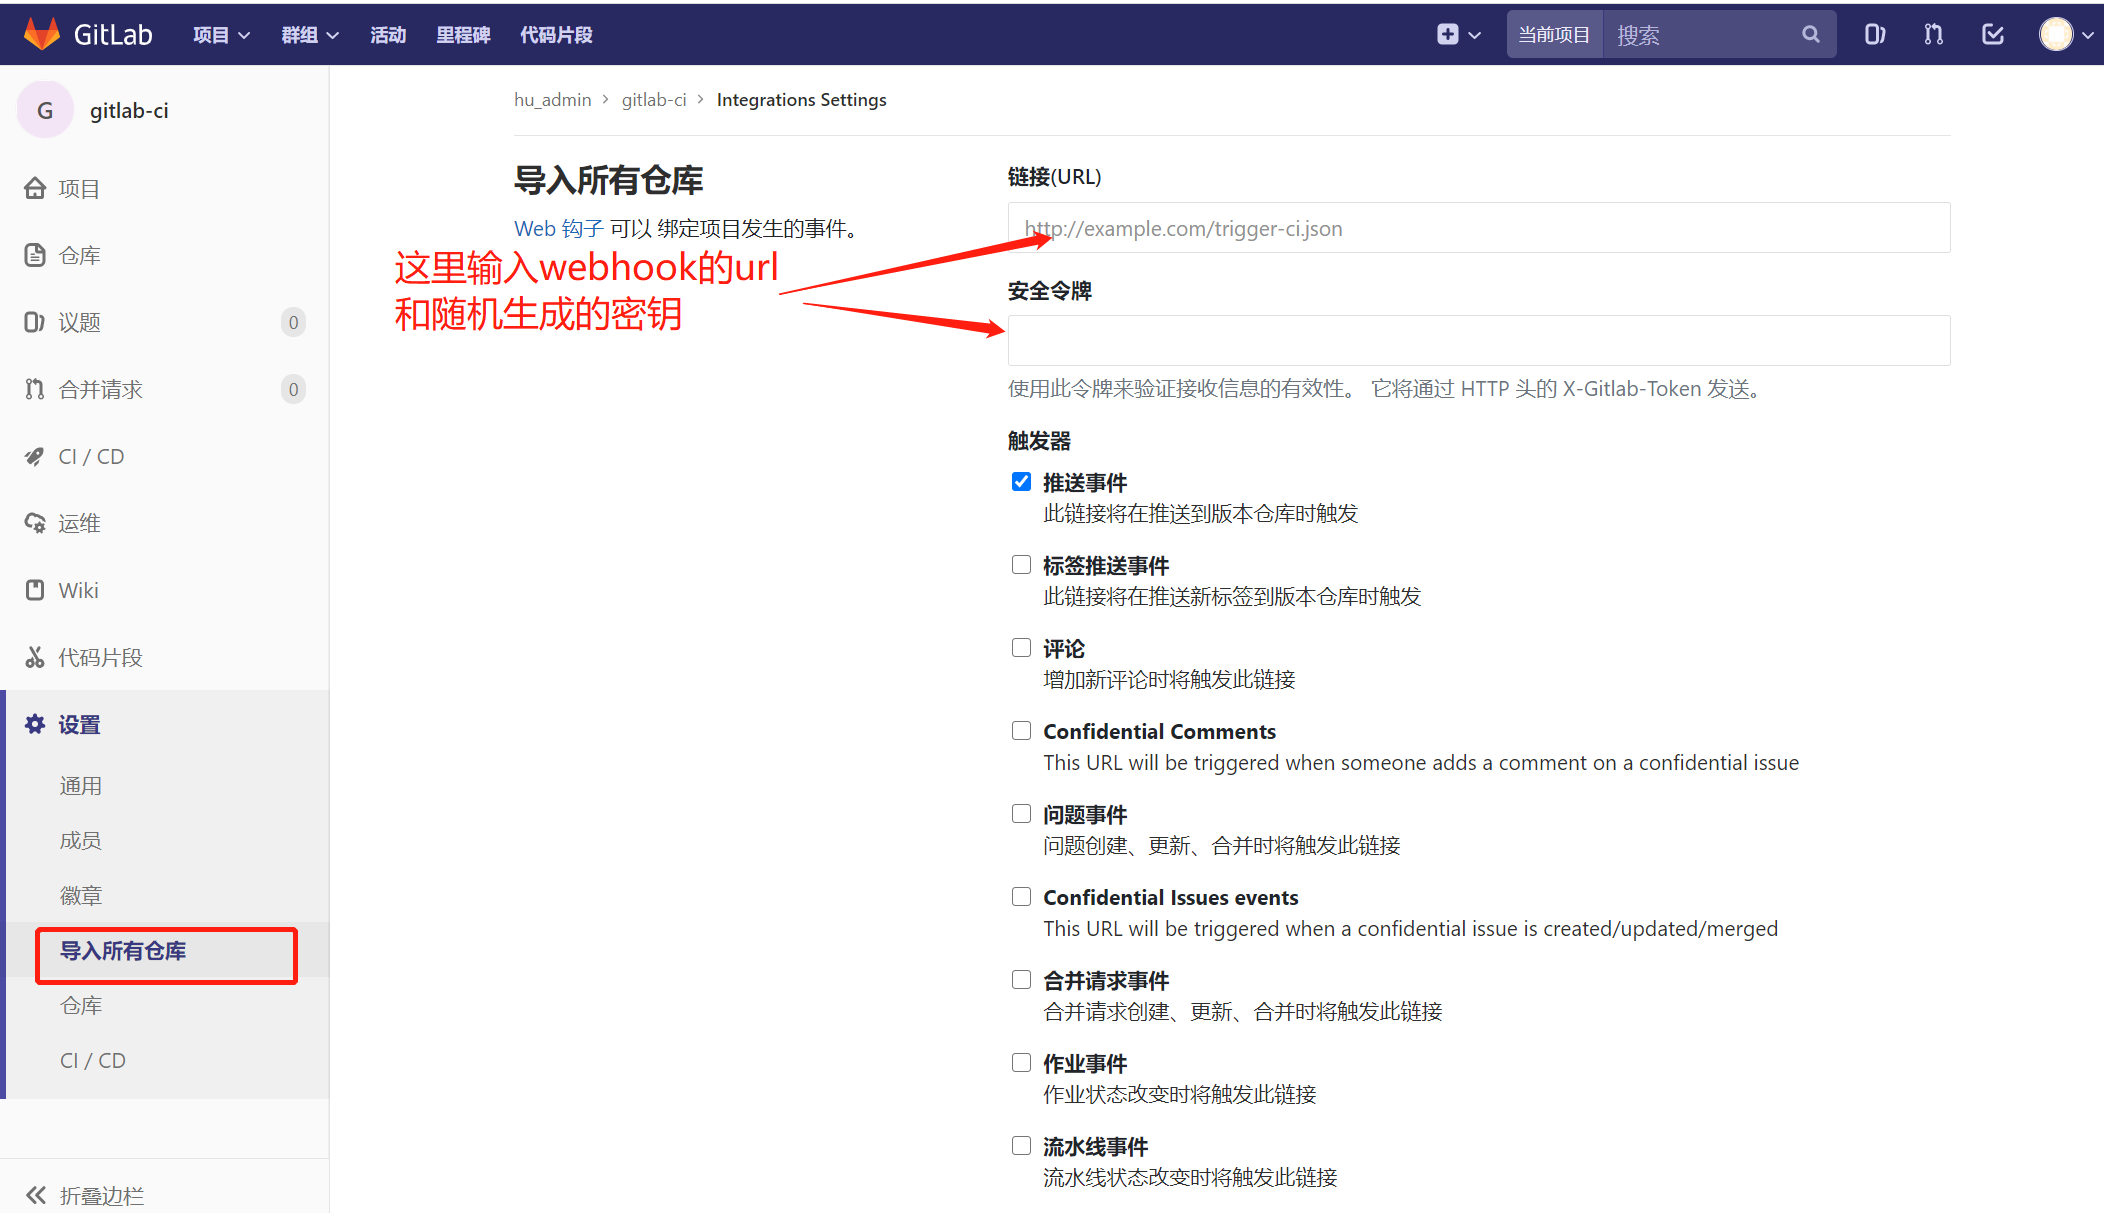 GitLab 项目 群组 活动 里程碑 代码片段 当前项目 搜索
G gitlab-ci
项目
仓库
议题 0
合并请求 0
CI / CD
运维
Wiki
代码片段
设置
通用
成员
徽章
导入所有仓库
仓库
CI / CD
折叠边栏
hu_admin > gitlab-ci > Integrations Settings
导入所有仓库
Web 钩子 可以 绑定项目发生的事件。
这里输入webhook的url
和随机生成的密钥
链接(URL)
http://example.com/trigger-ci.json
安全令牌
使用此令牌来验证接收信息的有效性。 它将通过 HTTP 头的 X-Gitlab-Token 发送。
触发器
推送事件
此链接将在推送到版本仓库时触发
标签推送事件
此链接将在推送新标签到版本仓库时触发
评论
增加新评论时将触发此链接
Confidential Comments
This URL will be triggered when someone adds a comment on a confidential issue
问题事件
问题创建、更新、合并时将触发此链接
Confidential Issues events
This URL will be triggered when a confidential issue is created/updated/merged
合并请求事件
合并请求创建、更新、合并时将触发此链接
作业事件
作业状态改变时将触发此链接
流水线事件
流水线状态改变时将触发此链接